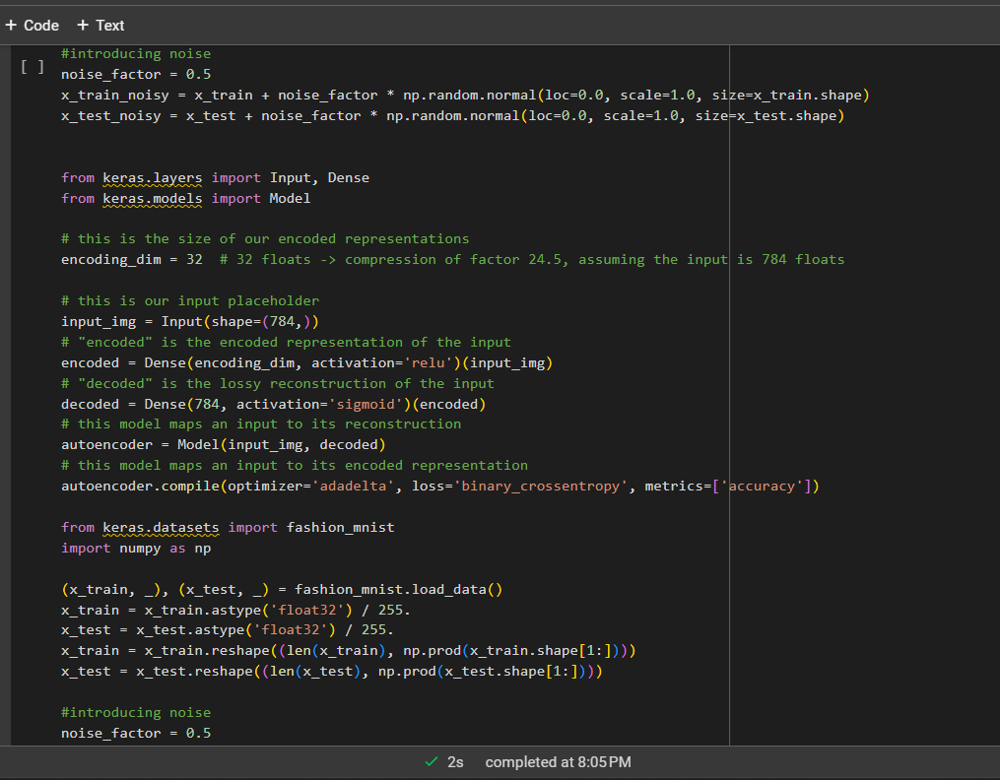 + Code + Text
#introducing noise
[ ] noise_factor = 0.5
x_train_noisy = x_train + noise_factor * np.random.normal(loc=0.0, scale=1.0, size=x_train.shape)
x_test_noisy = x_test + noise_factor * np.random.normal(loc=0.0, scale=1.0, size=x_test.shape)
from keras.layers import Input, Dense
from keras.models import Model
# this is the size of our encoded representations
encoding_dim = 32  # 32 floats -> compression of factor 24.5, assuming the input is 784 floats
# this is our input placeholder
input_img = Input(shape=(784,))
# "encoded" is the encoded representation of the input
encoded = Dense(encoding_dim, activation='relu')(input_img)
# "decoded" is the lossy reconstruction of the input
decoded = Dense(784, activation='sigmoid')(encoded)
# this model maps an input to its reconstruction
autoencoder = Model(input_img, decoded)
# this model maps an input to its encoded representation
autoencoder.compile(optimizer='adadelta', loss='binary_crossentropy', metrics=['accuracy'])
from keras.datasets import fashion_mnist
import numpy as np
(x_train, _), (x_test, _) = fashion_mnist.load_data()
x_train = x_train.astype('float32') / 255.
x_test = x_test.astype('float32') / 255.
x_train = x_train.reshape((len(x_train), np.prod(x_train.shape[1:])))
x_test = x_test.reshape((len(x_test), np.prod(x_test.shape[1:])))
#introducing noise
noise_factor = 0.5
2s completed at 8:05 PM